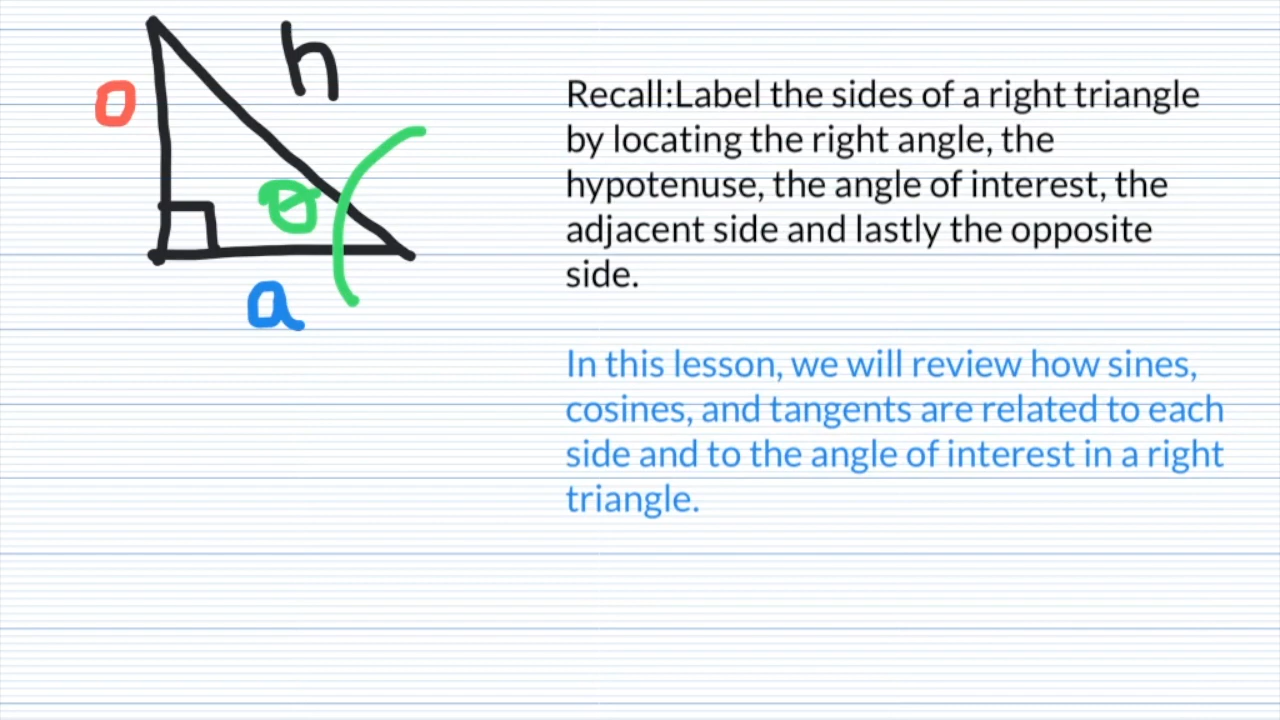 h
o
θ
a
Recall:Label the sides of a right triangle
by locating the right angle, the
hypotenuse, the angle of interest, the
adjacent side and lastly the opposite
side.
In this lesson, we will review how sines,
cosines, and tangents are related to each
side and to the angle of interest in a right
triangle.